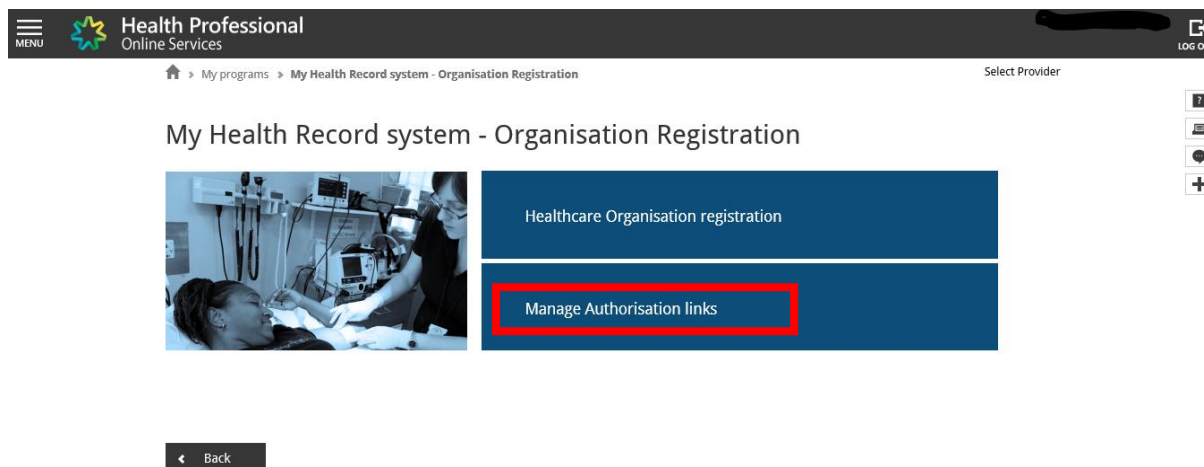 Health Professional
MENU
Online Services
LOG O
My programs » My Health Record system - Organisation Registration
Select Provider
?
My Health Record system - Organisation Registration
Healthcare Organisation registration
Manage Authorisation links
Back